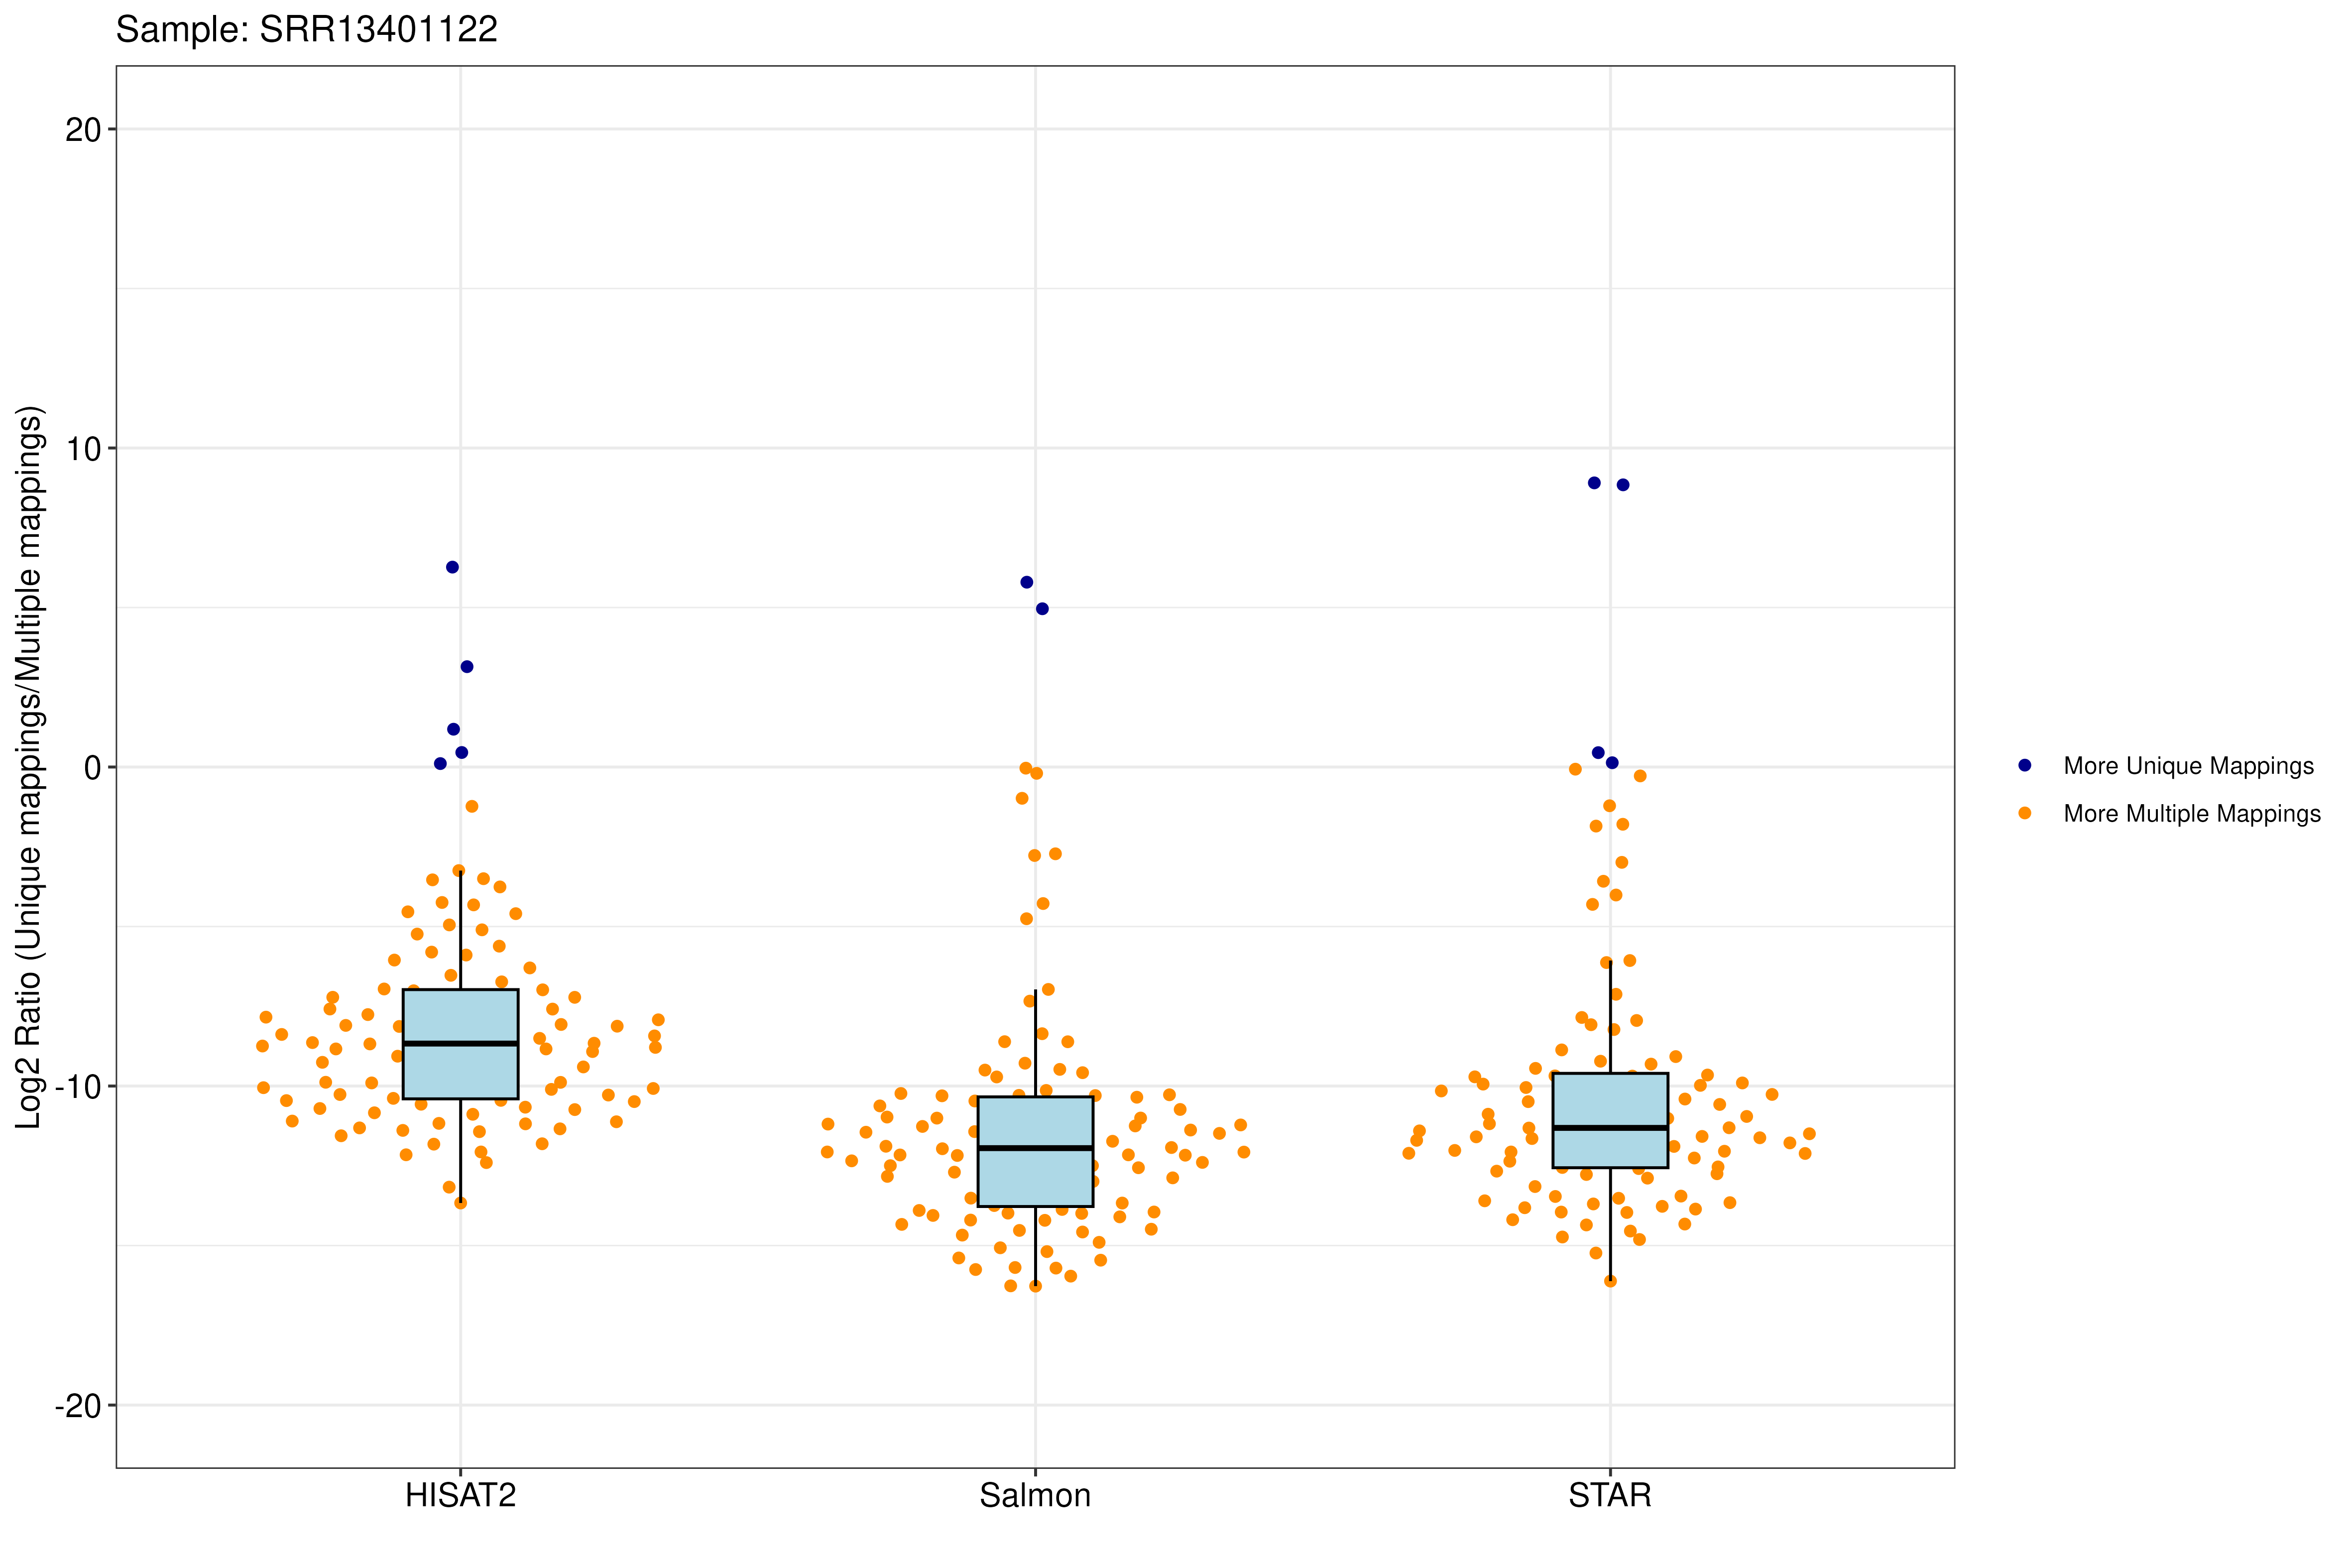 Sample: SRR13401122
Log2 Ratio (Unique mappings/Multiple mappings)
20
10
0
-10
-20
HISAT2
Salmon
STAR
More Unique Mappings
More Multiple Mappings